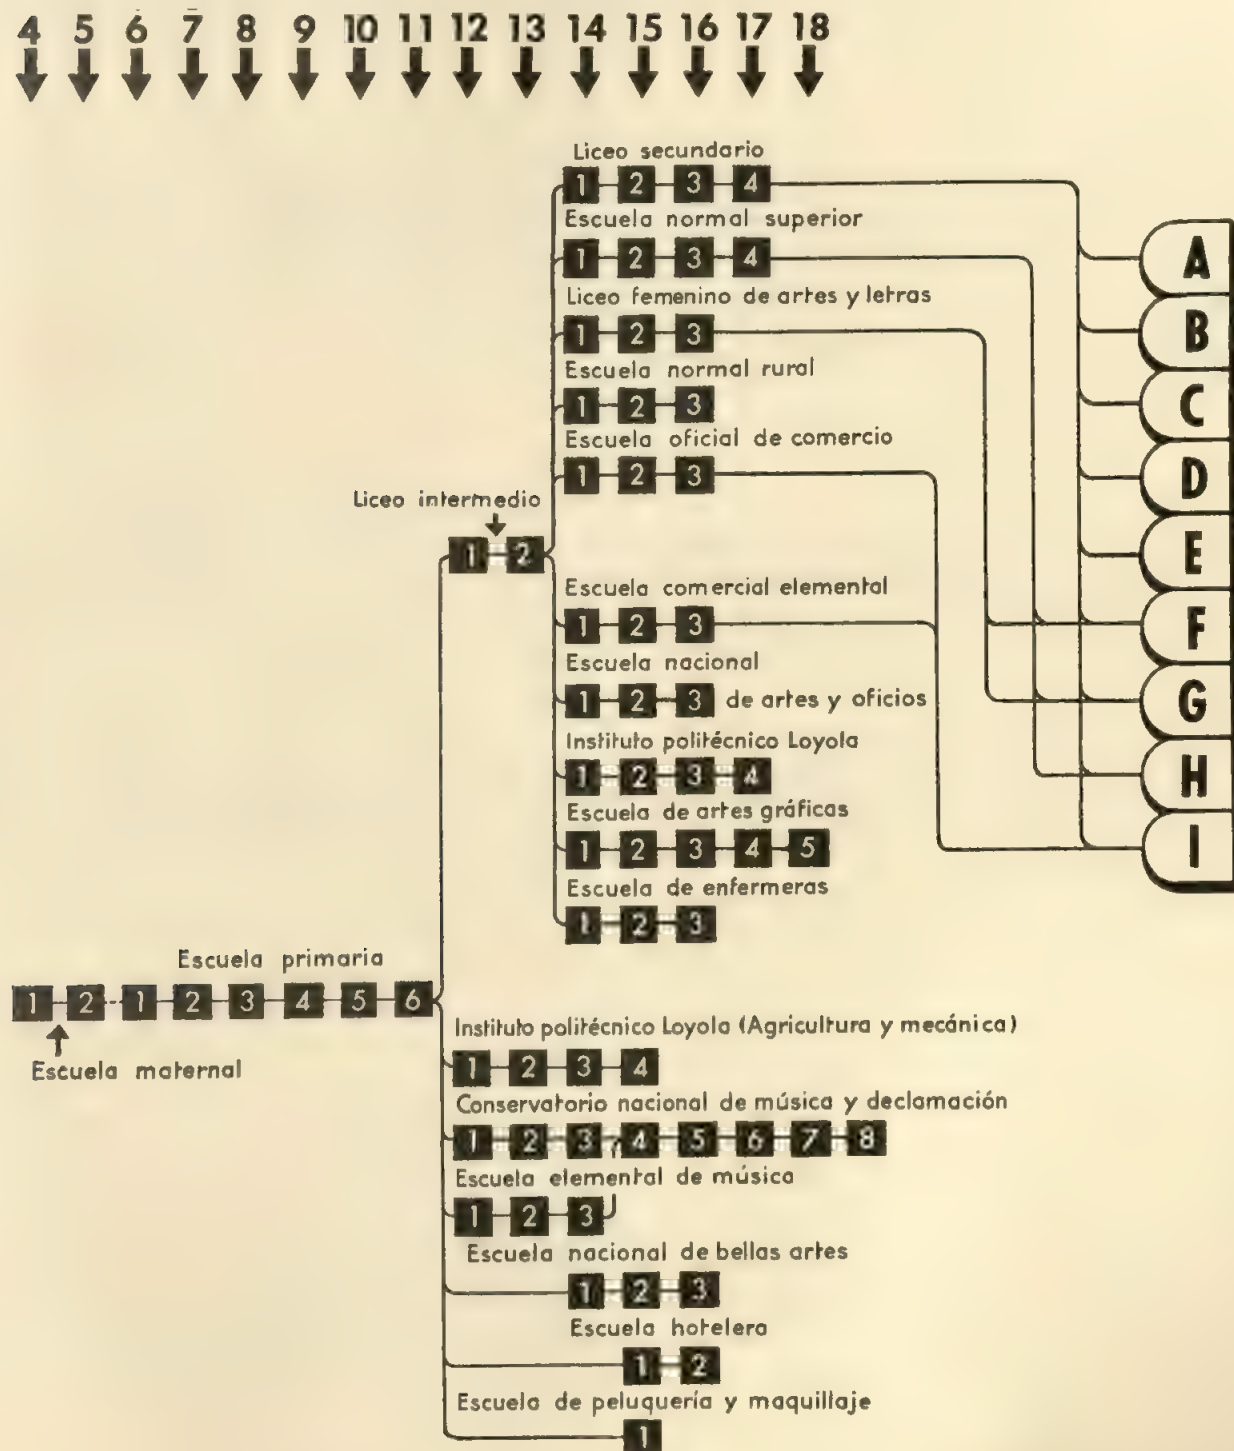 4 5 6 7 8 9 10 11 12 13 14 15 16 17 18
Liceo secundario
1 2 3 4
Escuela normal superior
1 2 3 4
Liceo femenino de artes y letras
1 2 3
Escuela normal rural
1 2 3
Escuela oficial de comercio
1 2 3
Liceo intermedio
1 2
Escuela comercial elemental
1 2 3
Escuela nacional
1 2 3 de artes y oficios
Instituto politécnico Loyola
1 2 3 4
Escuela de artes gráficas
1 2 3 4 5
Escuela de enfermeras
1 2 3
A
B
C
D
E
F
G
H
I
Escuela primaria
1 2 1 2 3 4 5 6
Escuela maternal
Instituto politécnico Loyola (Agricultura y mecánica)
1 2 3 4
Conservatorio nacional de música y declamación
1 2 3 4 5 6 7 8
Escuela elemental de música
1 2 3
Escuela nacional de bellas artes
1 2 3
Escuela hotelera
1 2
Escuela de peluquería y maquillaje
1